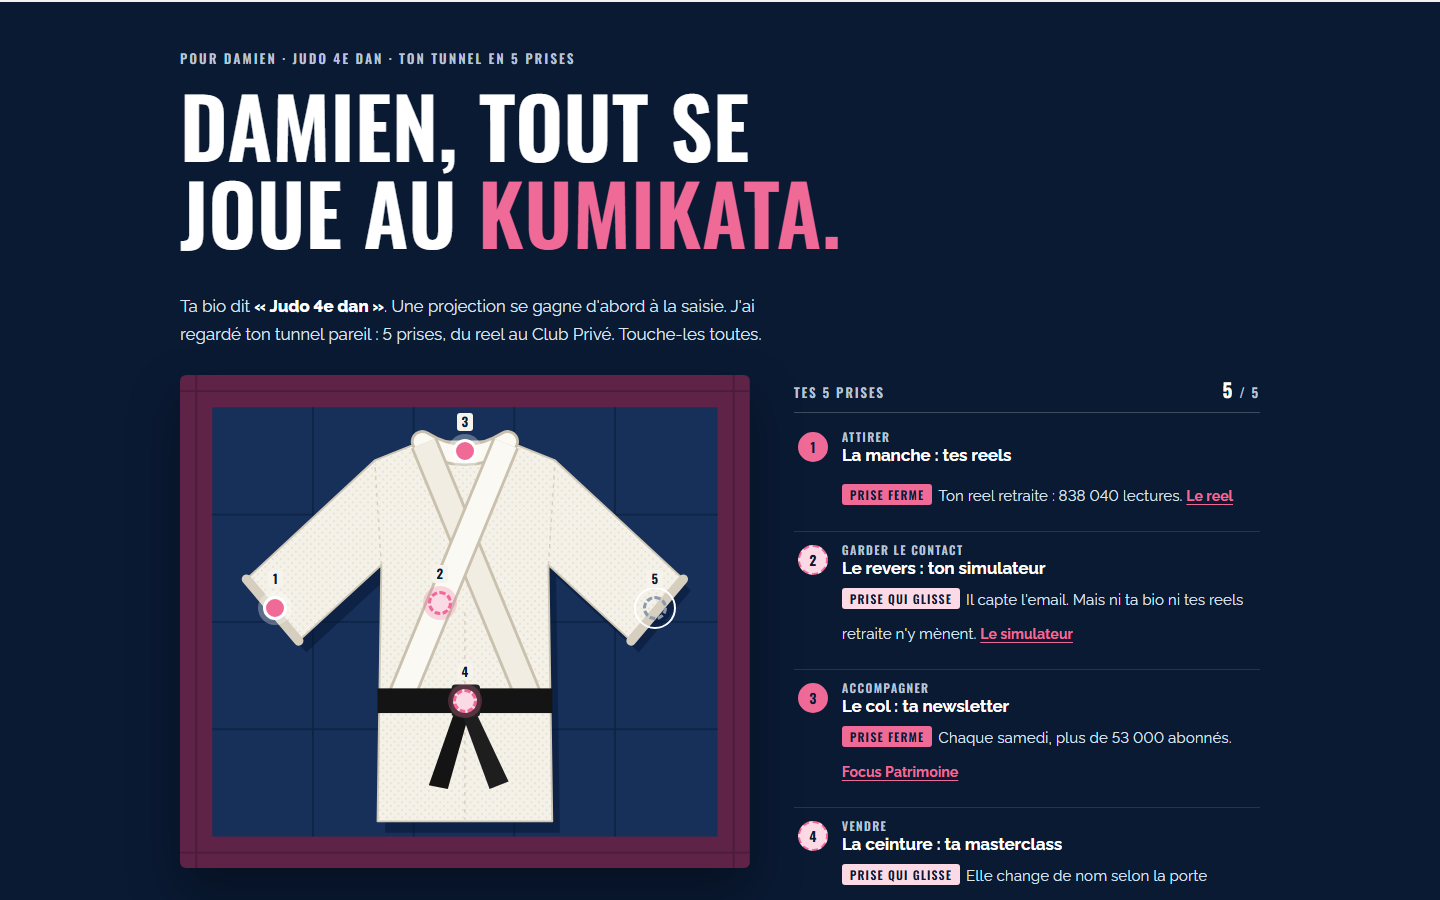 POUR DAMIEN · JUDO 4E DAN · TON TUNNEL EN 5 PRISES
DAMIEN, TOUT SE
JOUE AU KUMIKATA.
Ta bio dit « Judo 4e dan ». Une projection se gagne d'abord à la saisie. J'ai
regardé ton tunnel pareil : 5 prises, du reel au Club Privé. Touche-les toutes.
3
1
2
5
4
TES 5 PRISES
5 / 5
1
ATTIRER
La manche : tes reels
PRISE FERME Ton reel retraite : 838 040 lectures. Le reel
2
GARDER LE CONTACT
Le revers : ton simulateur
PRISE QUI GLISSE Il capte l'email. Mais ni ta bio ni tes reels
retraite n'y mènent. Le simulateur
3
ACCOMPAGNER
Le col : ta newsletter
PRISE FERME Chaque samedi, plus de 53 000 abonnés.
Focus Patrimoine
4
VENDRE
La ceinture : ta masterclass
PRISE QUI GLISSE Elle change de nom selon la porte